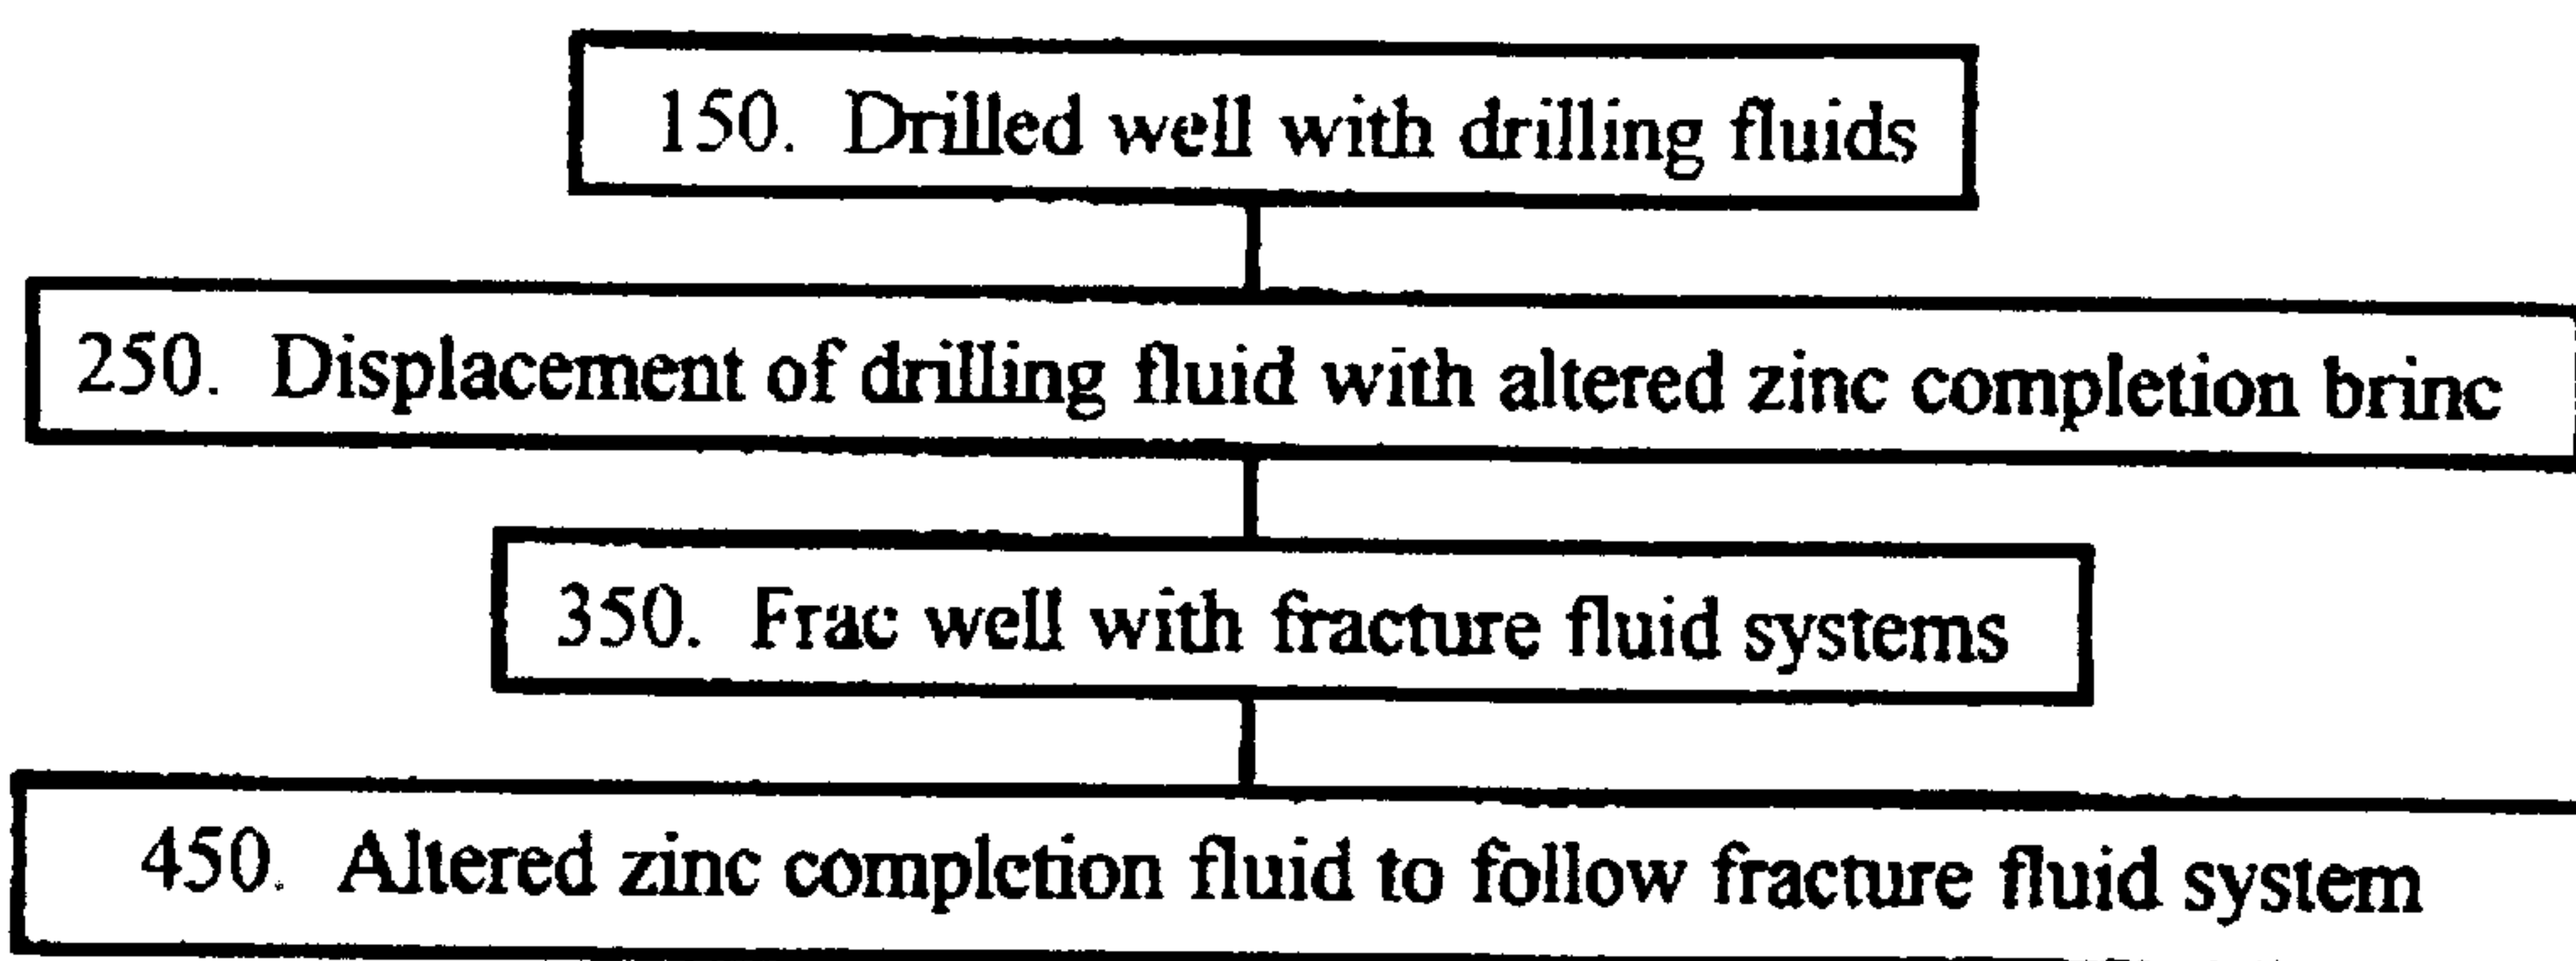 150. Drilled well with drilling fluids
250. Displacement of drilling fluid with altered zinc completion brine
350. Frac well with fracture fluid systems
450. Altered zinc completion fluid to follow fracture fluid system